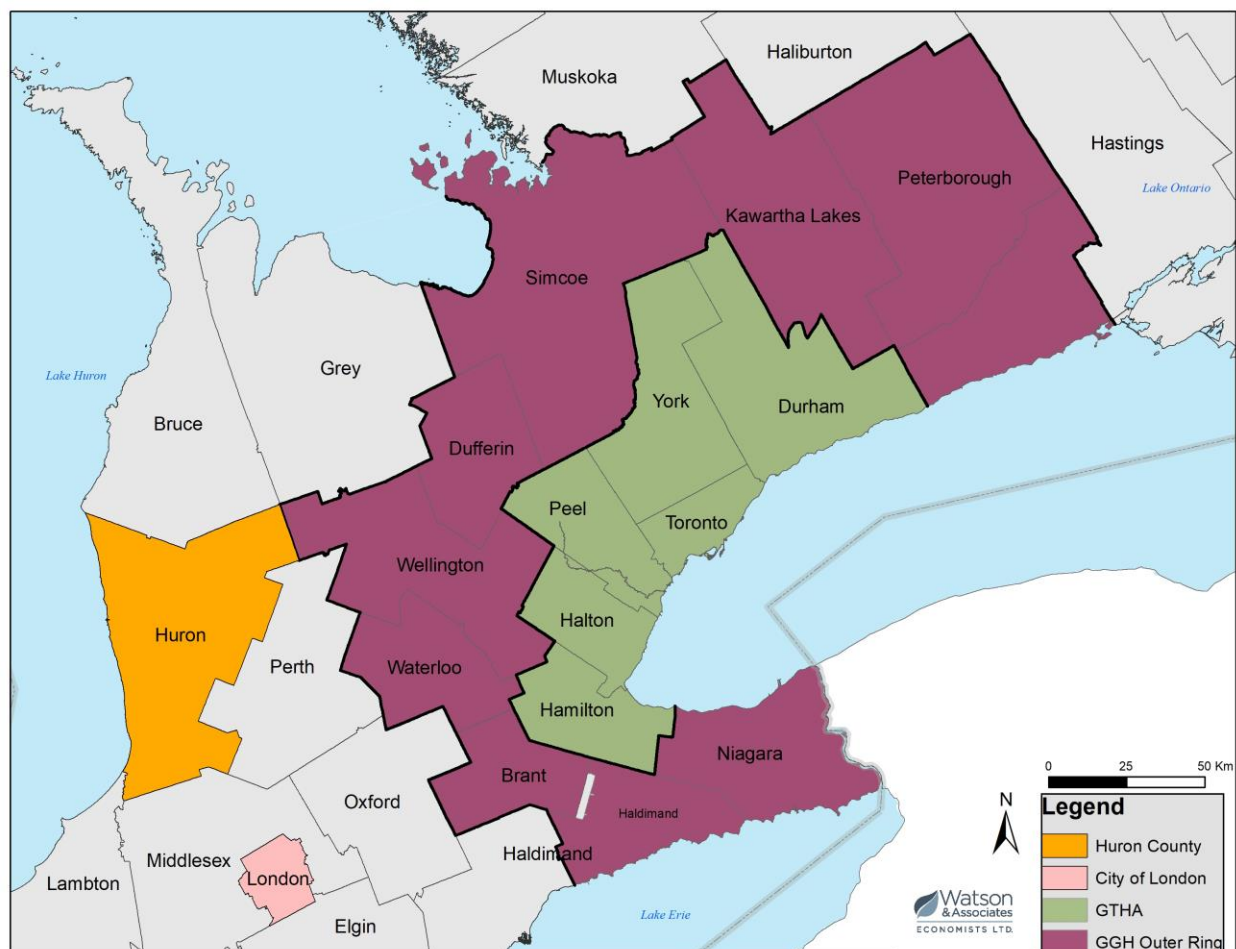 Haliburton
Muskoka
Hastings
Lake Ontario
Peterborough
Kawartha Lakes
Simcoe
Grey
Lake Huron
York
Durham
Bruce
Dufferin
Peel
Toronto
Wellington
Halton
Huron
Perth
Waterloo
Hamilton
Niagara
Brant
Oxford
Haldimand
Haldimand
Middlesex
London
Lambton
Elgin
Lake Erie
0 25 50 Km
N
Legend
Huron County
City of London
GTHA
GGH Outer Ring
Watson
& Associates
ECONOMISTS LTD.